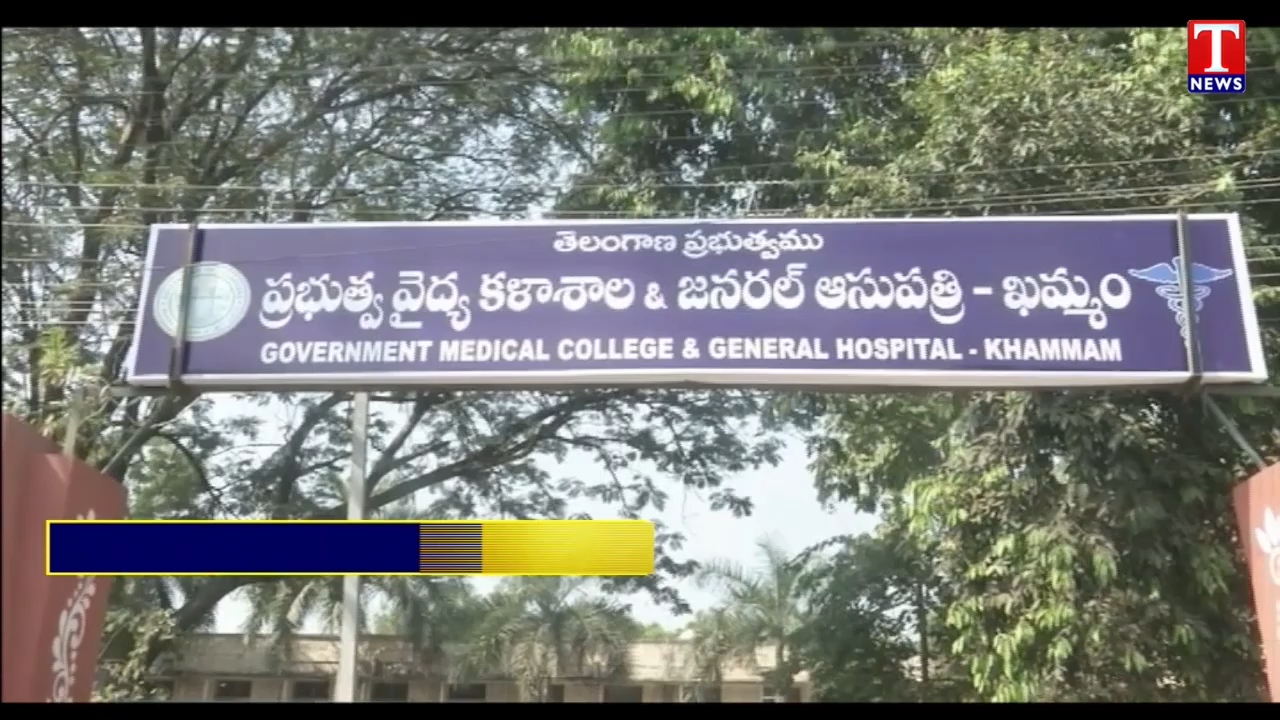 T
NEWS
తెలంగాణ ప్రభుత్వము
ప్రభుత్వ వైద్య కళాశాల & జనరల్ ఆసుపత్రి - ఖమ్మం
GOVERNMENT MEDICAL COLLEGE & GENERAL HOSPITAL - KHAMMAM